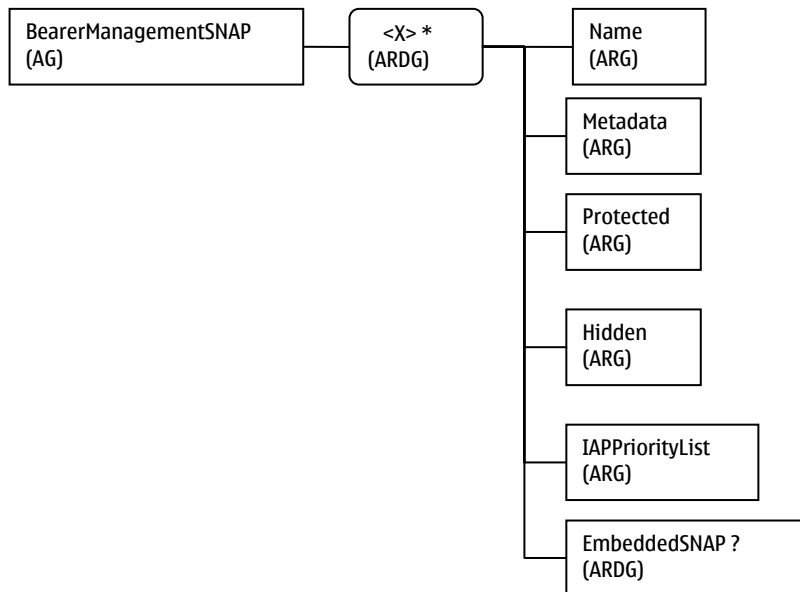 BearerManagementSNAP
(AG)
<X> *
(ARDG)
Name
(ARG)
Metadata
(ARG)
Protected
(ARG)
Hidden
(ARG)
IAPPriorityList
(ARG)
EmbeddedSNAP ?
(ARDG)